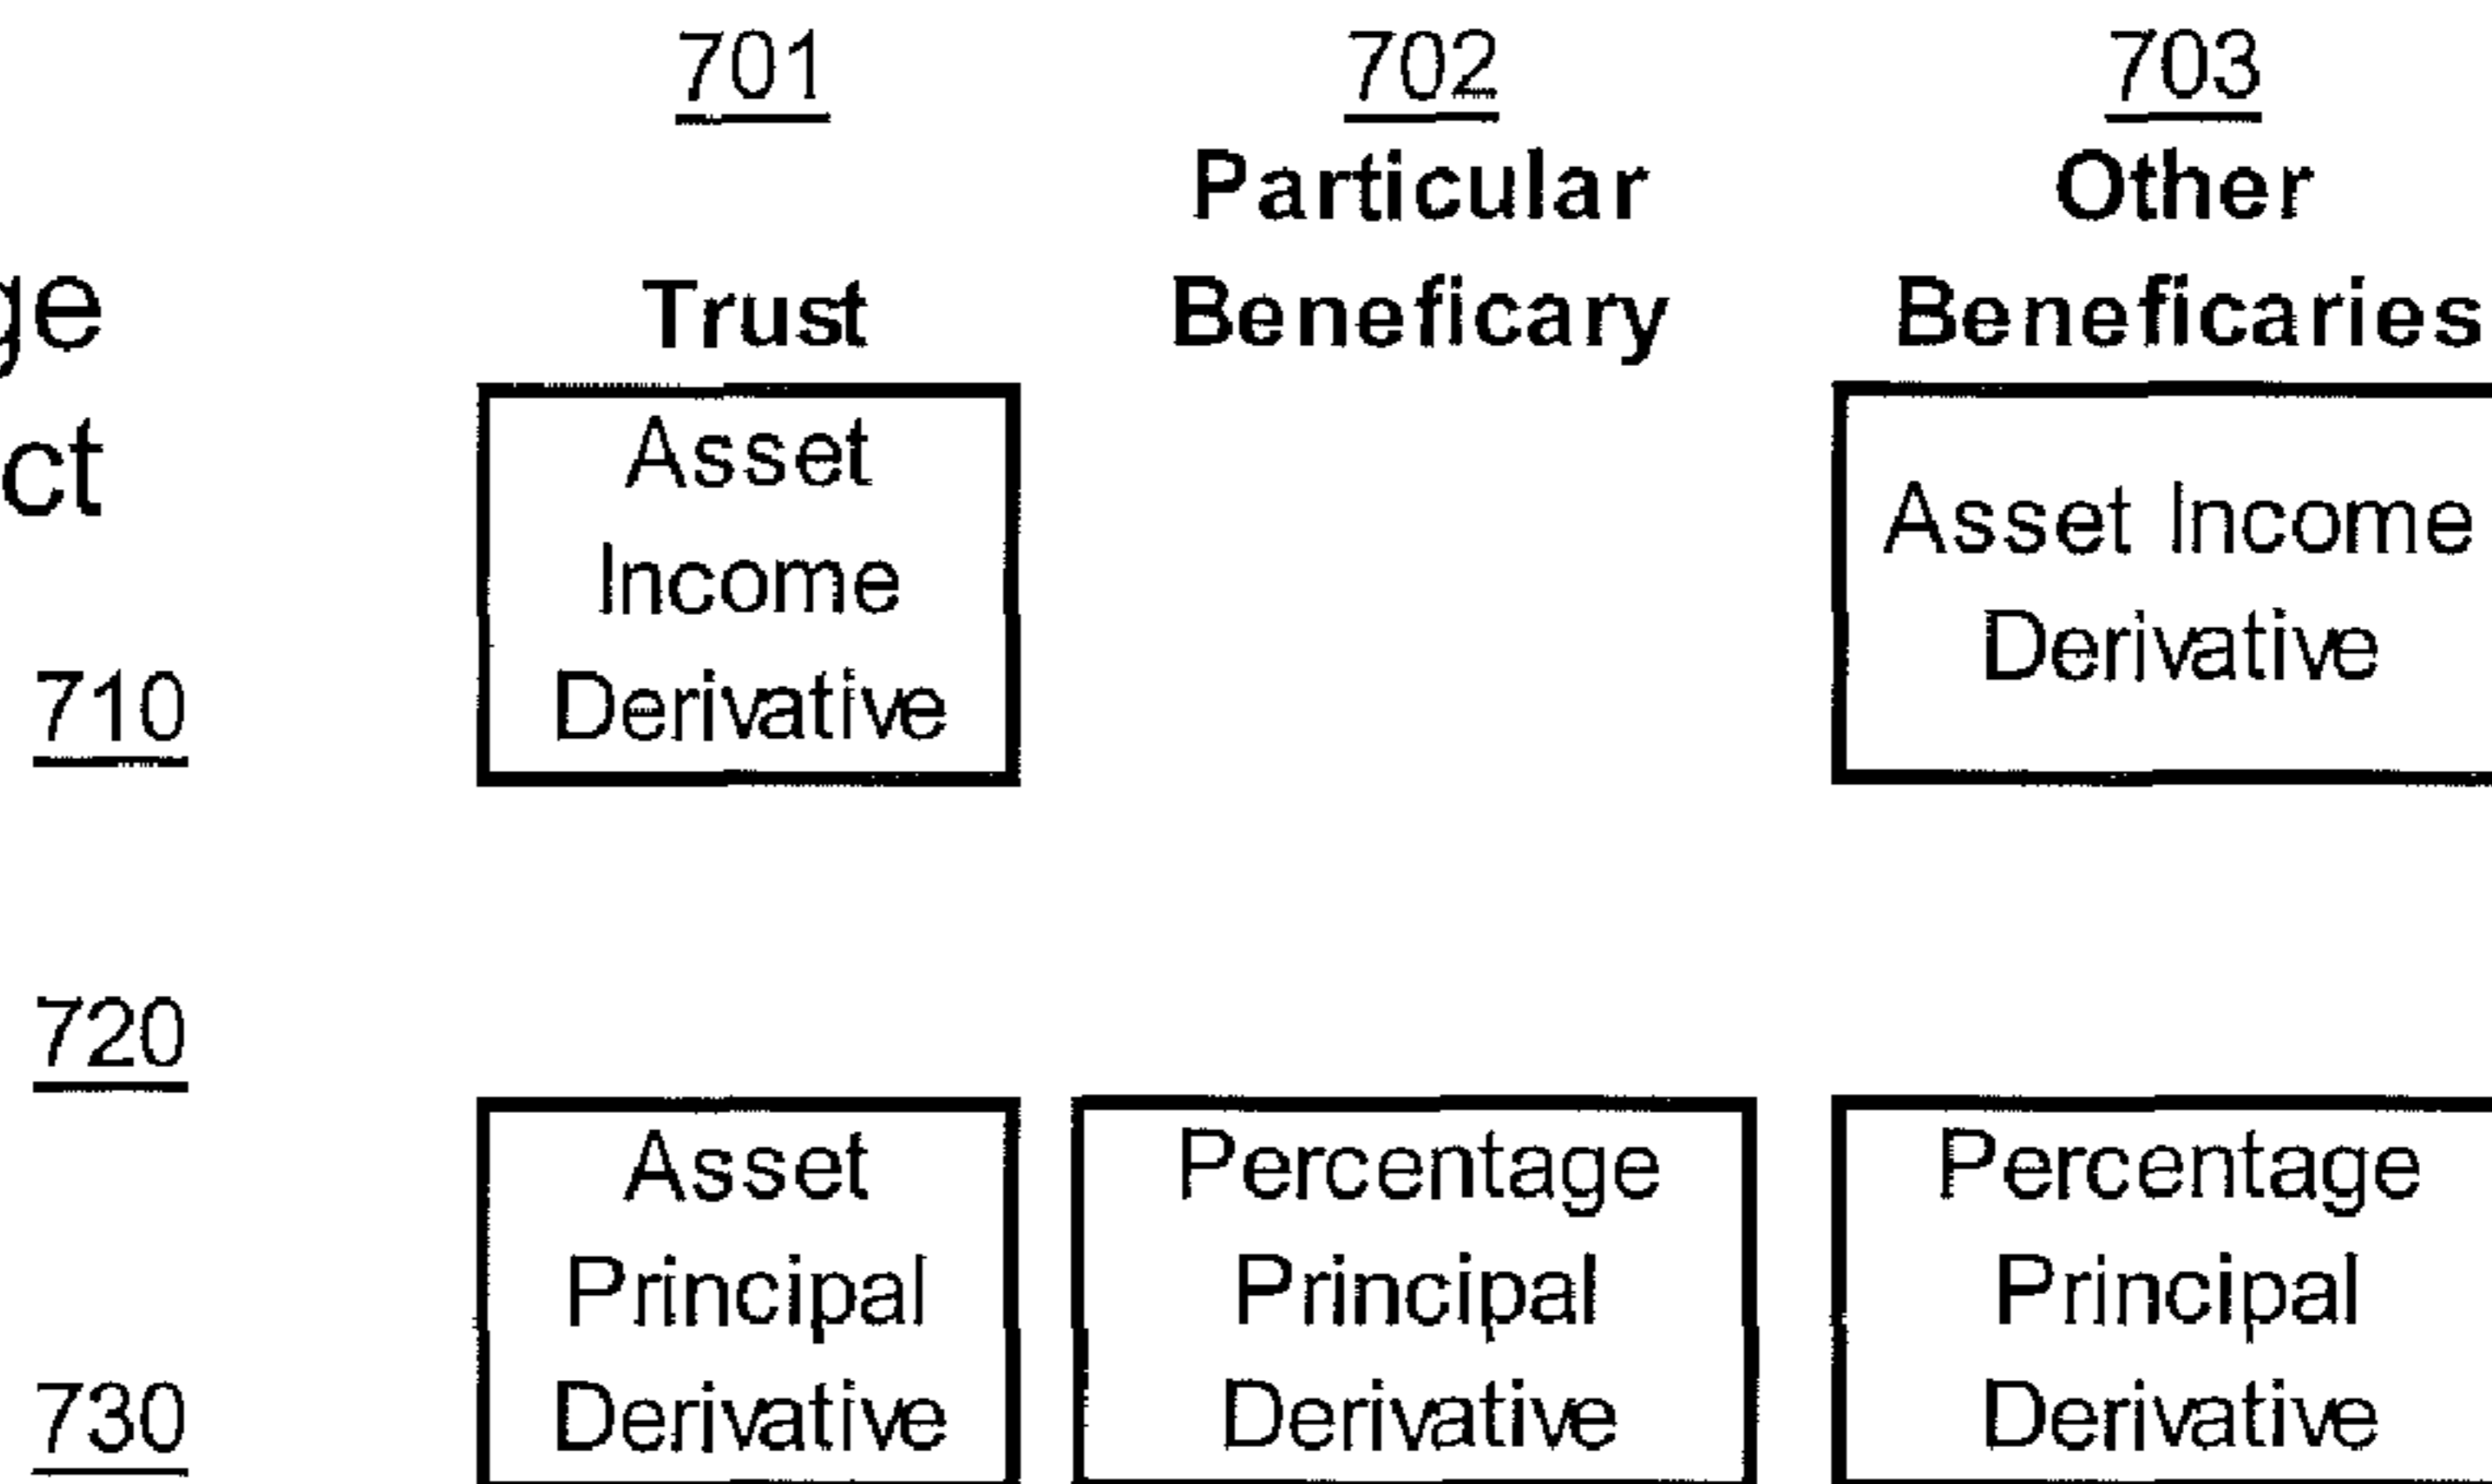 701 702 703
Particular Other
ge Trust Beneficary Beneficaries
ct Asset
Asset Income
Income
Derivative
710 Derivative
720
Asset Percentage Percentage
Principal Principal Principal
730 Derivative Derivative Derivative